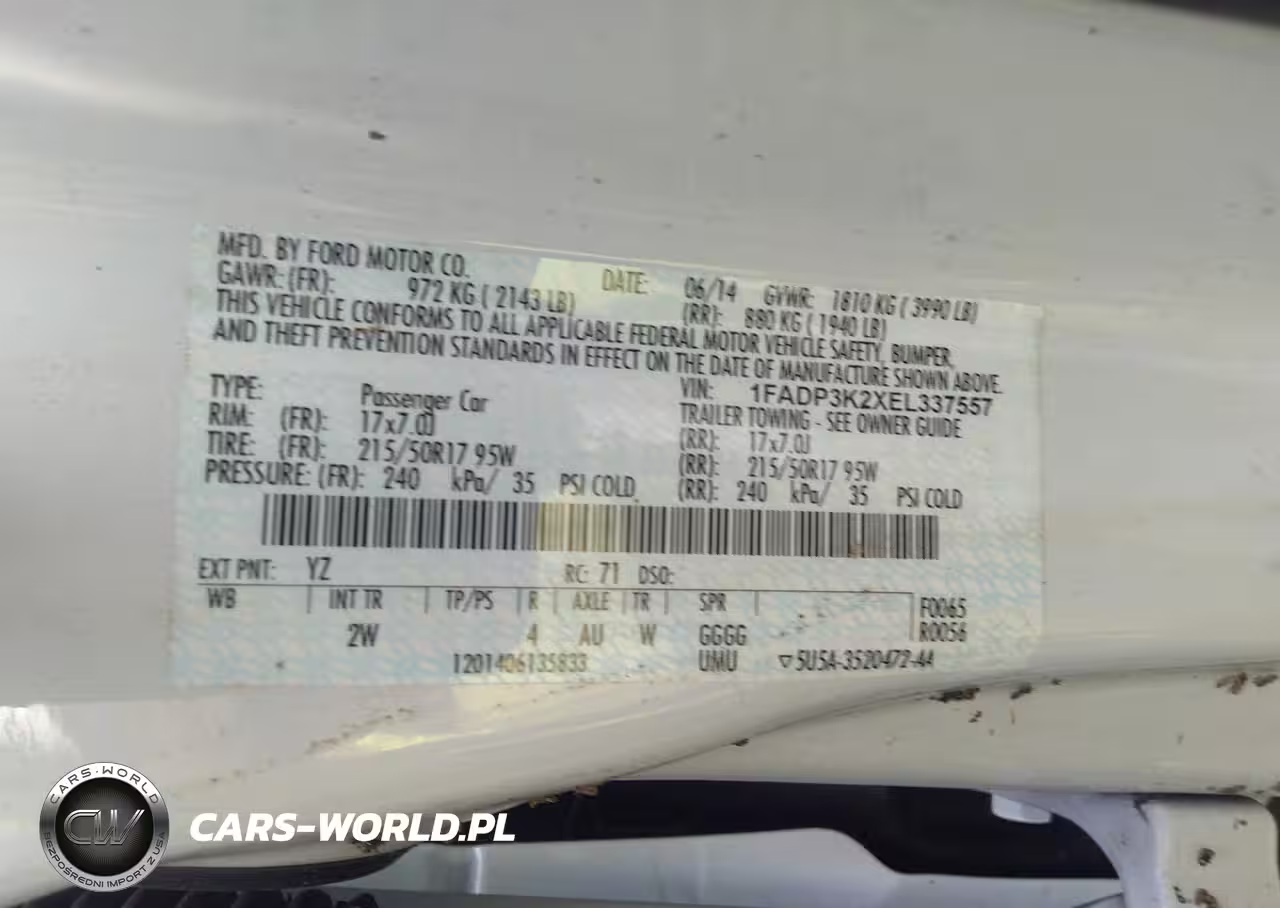 MFD. BY FORD MOTOR CO. DATE: 06/14 GVWR: 1810 KG ( 3990 LB)
GAWR: (FR): 972 KG ( 2143 LB) (RR): 880 KG ( 1940 LB)
THIS VEHICLE CONFORMS TO ALL APPLICABLE FEDERAL MOTOR VEHICLE SAFETY, BUMPER,
AND THEFT PREVENTION STANDARDS IN EFFECT ON THE DATE OF MANUFACTURE SHOWN ABOVE.
TYPE: Passenger Car VIN: 1FADP3K2XEL337557
TRAILER TOWING - SEE OWNER GUIDE
RIM: (FR): 17x7.0J (RR): 17x7.0J
TIRE: (FR): 215/50R17 95W (RR): 215/50R17 95W
PRESSURE: (FR): 240 kPa/ 35 PSI COLD (RR): 240 kPa/ 35 PSI COLD
EXT PNT: YZ RC: 71 DSO:
WB INT TR TP/PS R AXLE TR SPR F0065
2W 4 AU W GGGG R0056
1201406135833 UMU ▽5U5A-3520472-AA
CARS-WORLD
CW
BEZPOŚREDNI IMPORT Z USA
CARS-WORLD.PL